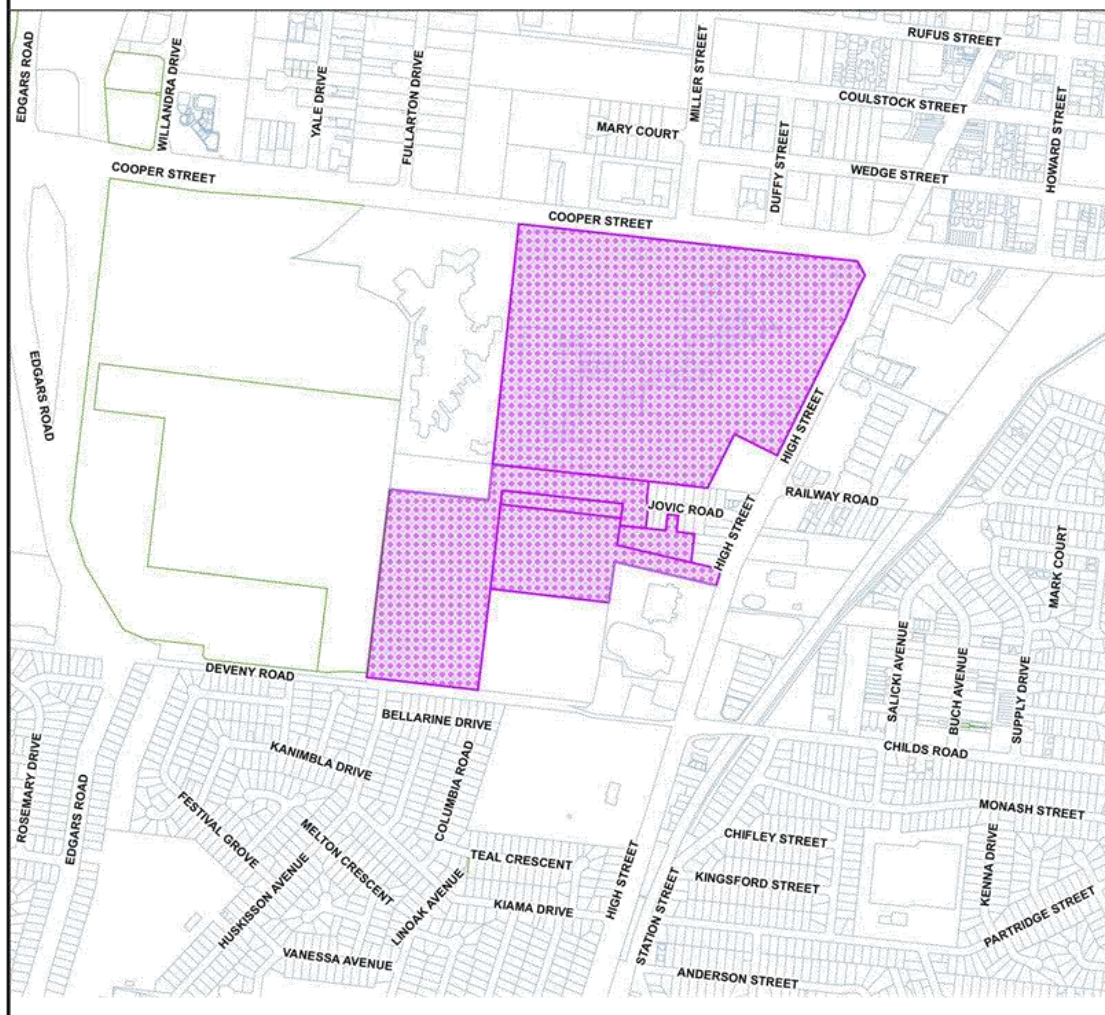 RUFUS STREET
EDGARS ROAD
WILLANDRA DRIVE
YALE DRIVE
FULLARTON DRIVE
MILLER STREET
COULSTOCK STREET
HOWARD STREET
MARY COURT
DUFFY STREET
WEDGE STREET
COOPER STREET
COOPER STREET
EDGARS ROAD
HIGH STREET
JOVIC ROAD
RAILWAY ROAD
HIGH STREET
MARK COURT
SALICKI AVENUE
BUCH AVENUE
SUPPLY DRIVE
DEVENY ROAD
BELLARINE DRIVE
CHILDS ROAD
KANIMBLA DRIVE
COLUMBIA ROAD
ROSEMARY DRIVE
EDGARS ROAD
FESTIVAL GROVE
MELTON CRESCENT
MONASH STREET
CHIFLEY STREET
KENNA DRIVE
TEAL CRESCENT
HUSKISSON AVENUE
LINOAK AVENUE
HIGH STREET
KINGSFORD STREET
KIAMA DRIVE
STATION STREET
PARTRIDGE STREET
VANESSA AVENUE
ANDERSON STREET